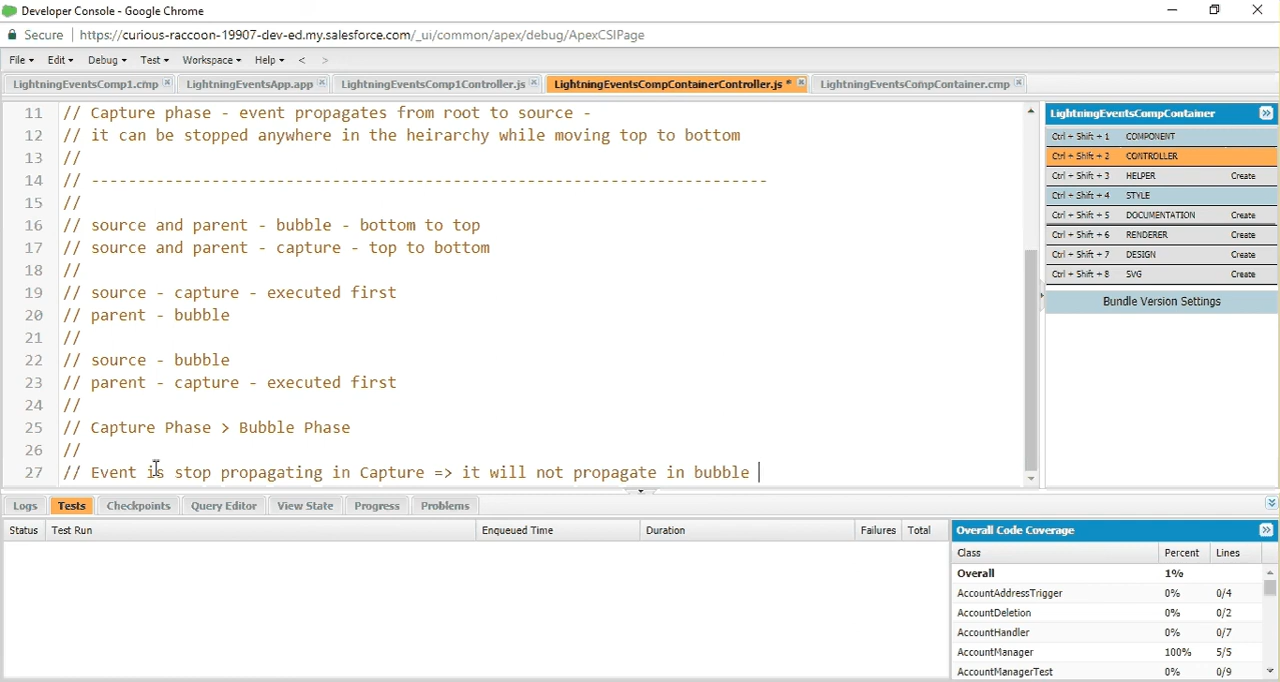 Developer Console - Google Chrome
Secure | https://curious-raccoon-19907-dev-ed.my.salesforce.com/_ui/common/apex/debug/ApexCSIPage
File Edit Debug Test Workspace Help < >
LightningEventsComp1.cmp LightningEventsApp.app LightningEventsComp1Controller.js LightningEventsCompContainerController.js * LightningEventsCompContainer.cmp
11 // Capture phase - event propagates from root to source -
12 // it can be stopped anywhere in the heirarchy while moving top to bottom
13 //
14 // -------------------------------------------------------------------------
15 //
16 // source and parent - bubble - bottom to top
17 // source and parent - capture - top to bottom
18 //
19 // source - capture - executed first
20 // parent - bubble
21 //
22 // source - bubble
23 // parent - capture - executed first
24 //
25 // Capture Phase > Bubble Phase
26 //
27 // Event is stop propagating in Capture => it will not propagate in bubble
LightningEventsCompContainer
Ctrl + Shift + 1 COMPONENT
Ctrl + Shift + 2 CONTROLLER
Ctrl + Shift + 3 HELPER Create
Ctrl + Shift + 4 STYLE
Ctrl + Shift + 5 DOCUMENTATION Create
Ctrl + Shift + 6 RENDERER Create
Ctrl + Shift + 7 DESIGN Create
Ctrl + Shift + 8 SVG Create
Bundle Version Settings
Logs Tests Checkpoints Query Editor View State Progress Problems
Status Test Run Enqueued Time Duration Failures Total
Overall Code Coverage
Class Percent Lines
Overall 1%
AccountAddressTrigger 0% 0/4
AccountDeletion 0% 0/2
AccountHandler 0% 0/7
AccountManager 100% 5/5
AccountManagerTest 0% 0/9